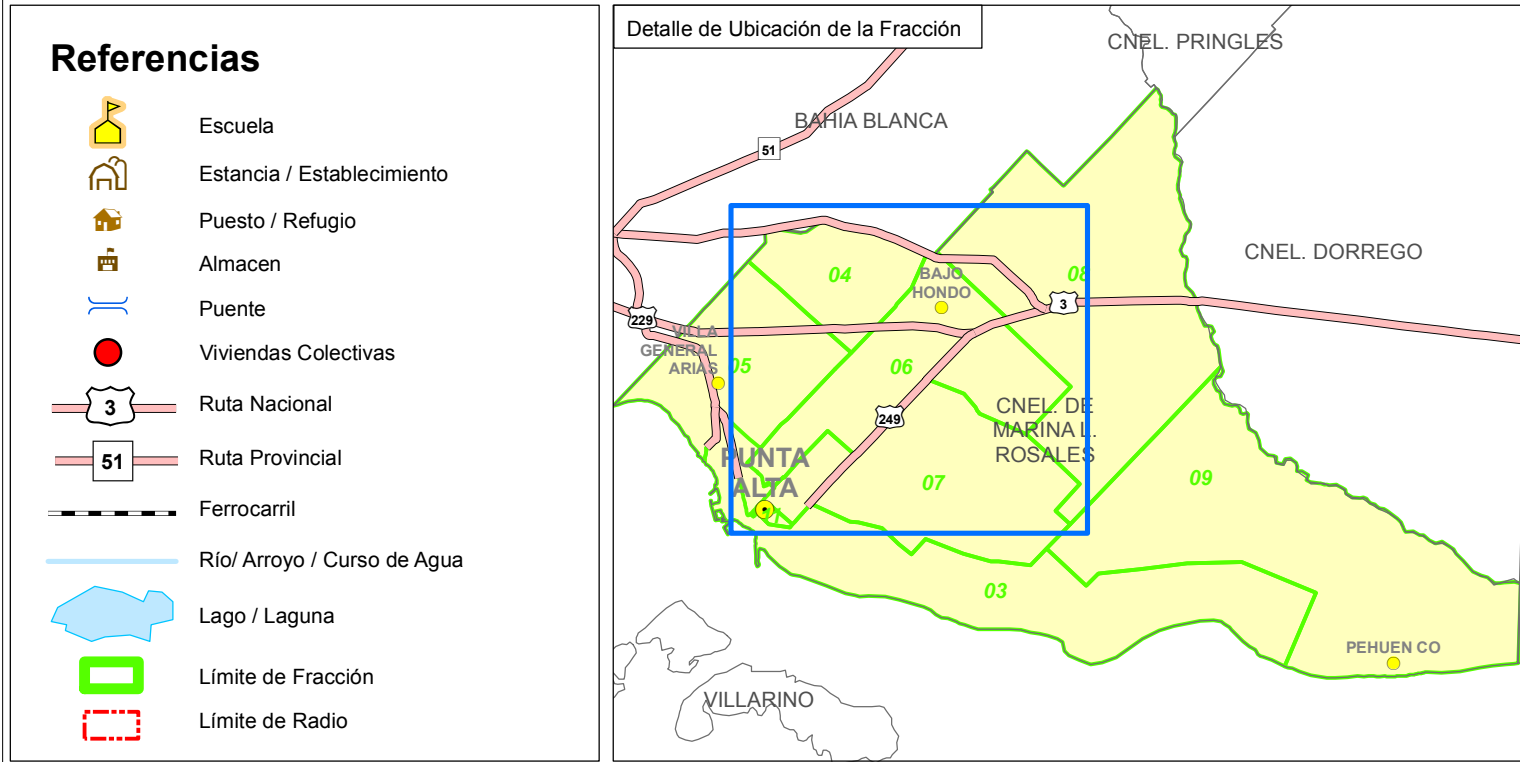 Referencias
Escuela
Estancia / Establecimiento
Puesto / Refugio
Almacen
Puente
Viviendas Colectivas
3
Ruta Nacional
51
Ruta Provincial
Ferrocarril
Río/ Arroyo / Curso de Agua
Lago / Laguna
Límite de Fracción
Límite de Radio
Detalle de Ubicación de la Fracción
CNEL. PRINGLES
BAHIA BLANCA
51
CNEL. DORREGO
04
BAJO
HONDO
08
3
229
VILLA
GENERAL
ARIAS
05
06
249
CNEL. DE
MARINA L.
ROSALES
PUNTA
ALTA
07
09
03
PEHUEN CO
VILLARINO